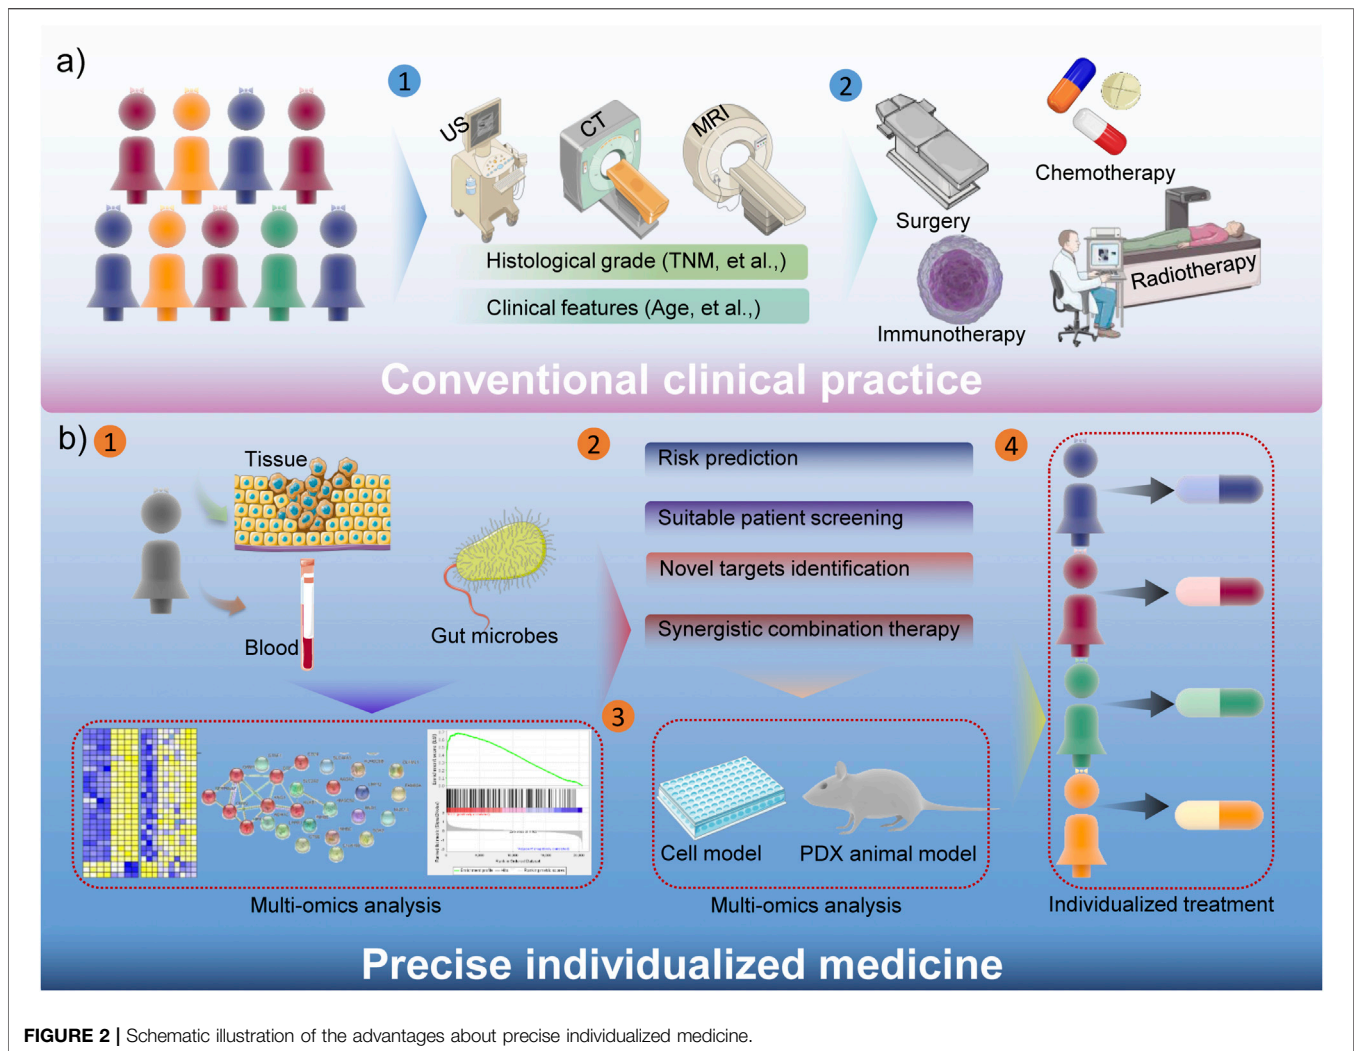 a)
1
US
CT
MRI
Histological grade (TNM, et al.,)
Clinical features (Age, et al.,)
2
Surgery
Chemotherapy
Immunotherapy
Radiotherapy
Conventional clinical practice
b)
1
Tissue
Blood
Gut microbes
Multi-omics analysis
2
Risk prediction
Suitable patient screening
Novel targets identification
Synergistic combination therapy
3
Cell model
PDX animal model
Multi-omics analysis
4
Individualized treatment
Precise individualized medicine
FIGURE 2 | Schematic illustration of the advantages about precise individualized medicine.